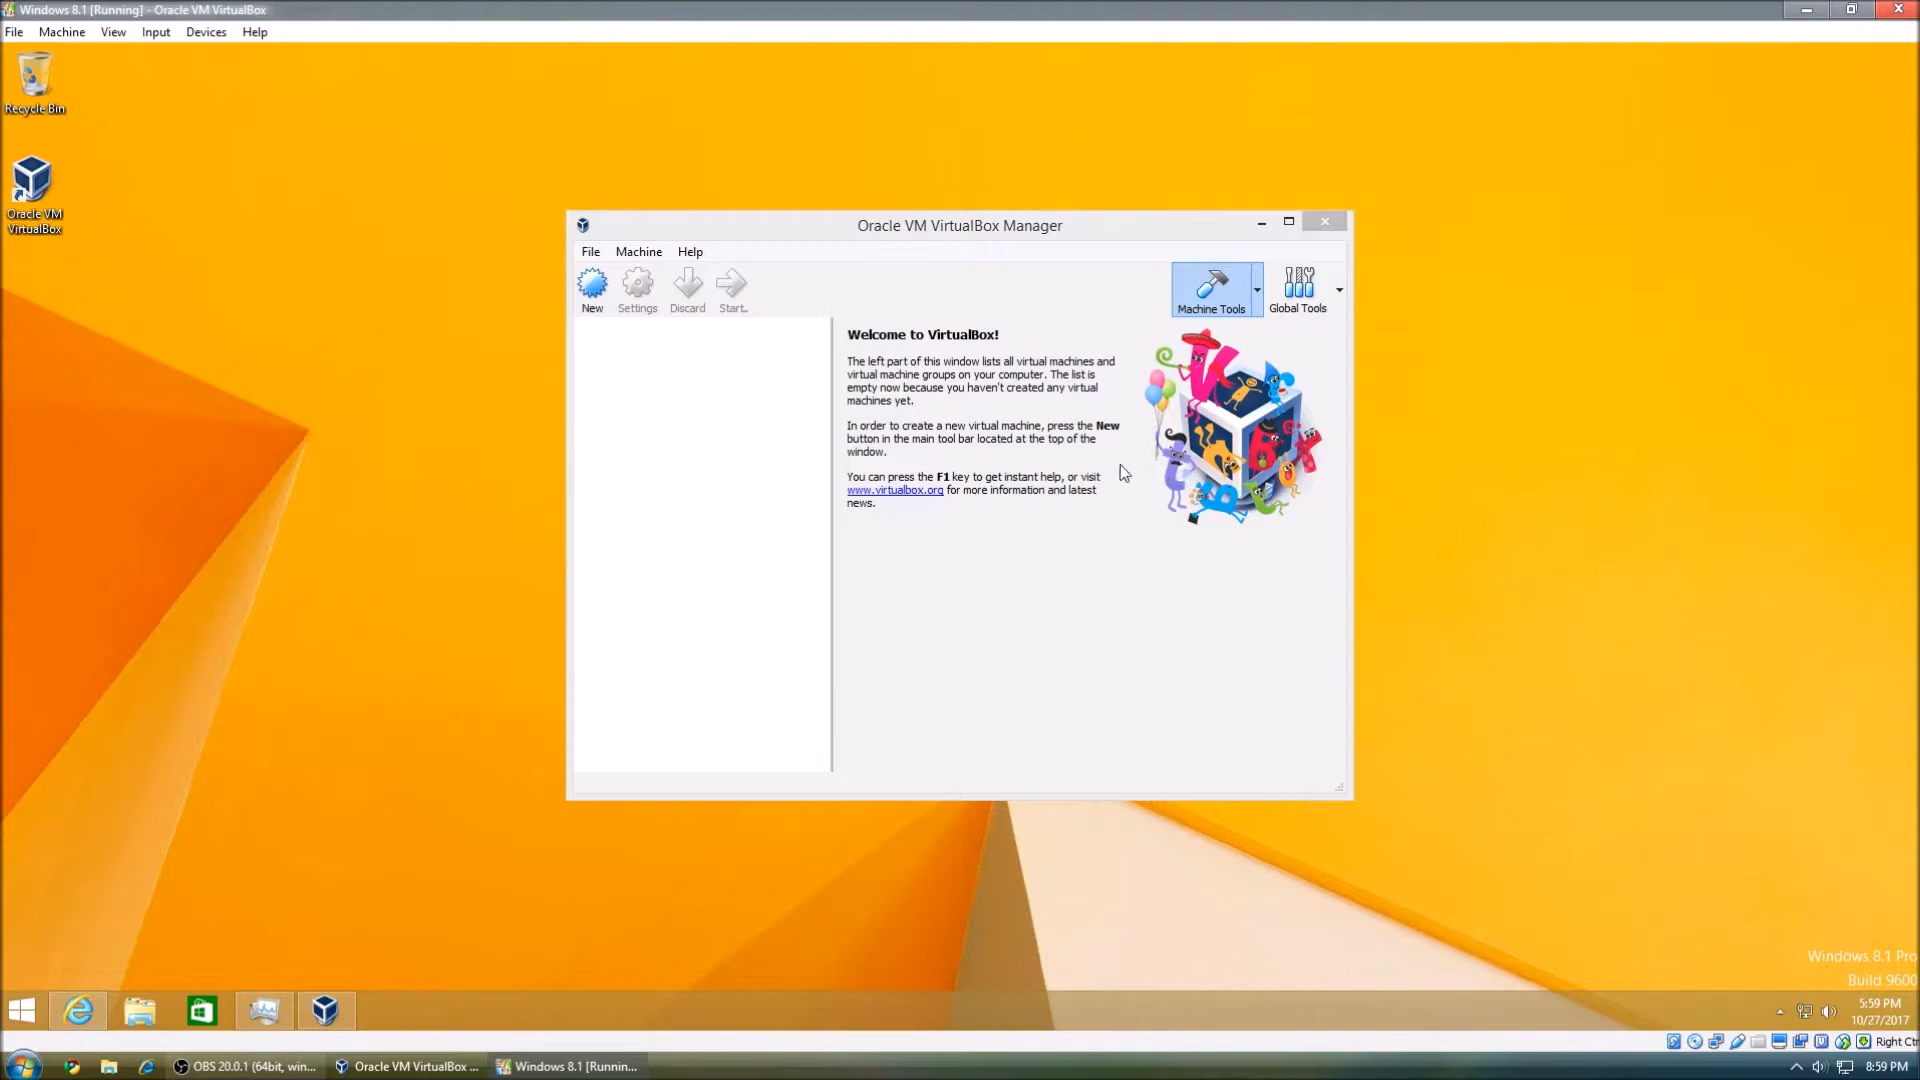 Windows 8.1 [Running] - Oracle VM VirtualBox
File Machine View Input Devices Help
Recycle Bin
Oracle VM
VirtualBox
Oracle VM VirtualBox Manager
File Machine Help
New Settings Discard Start..
Machine Tools Global Tools
Welcome to VirtualBox!
The left part of this window lists all virtual machines and
virtual machine groups on your computer. The list is
empty now because you haven't created any virtual
machines yet.
In order to create a new virtual machine, press the New
button in the main tool bar located at the top of the
window.
You can press the F1 key to get instant help, or visit
www.virtualbox.org for more information and latest
news.
Windows 8.1 Pro
Build 9600
5:59 PM
10/27/2017
Right Ctrl
OBS 20.0.1 (64bit, win... Oracle VM VirtualBox ... Windows 8.1 [Runnin...
8:59 PM